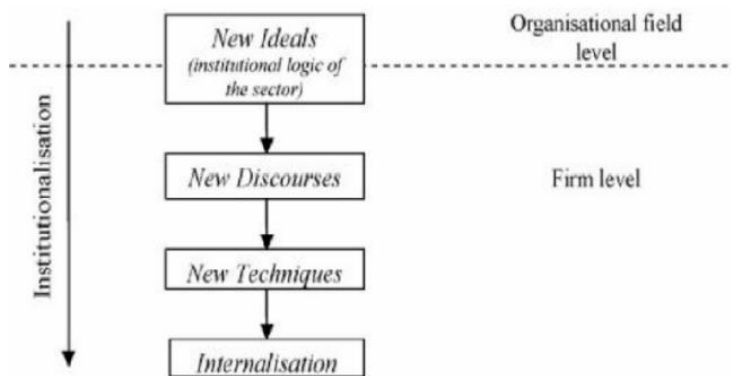 New Ideals
(institutional logic of
the sector)
Organisational field
level
Institutionalisation
New Discourses
Firm level
New Techniques
Internalisation